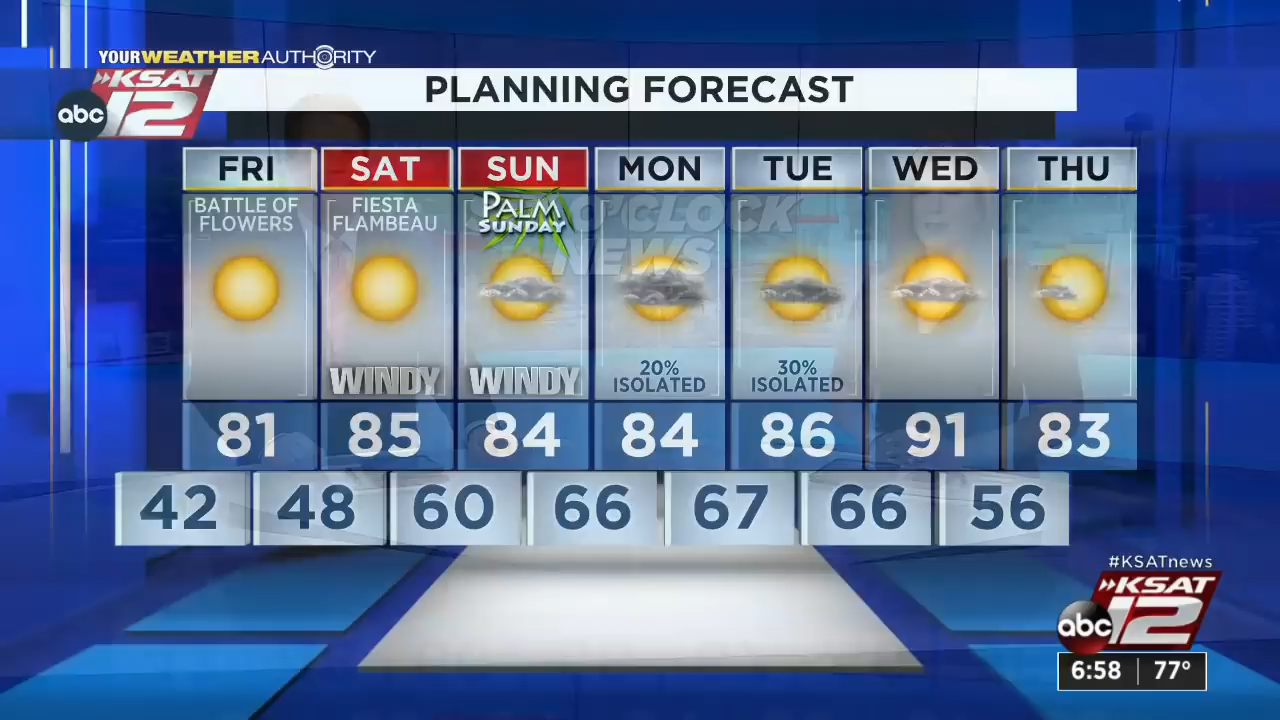 YOURWEATHERAUTHORITY
KSAT
abc 12
PLANNING FORECAST
FRI SAT SUN MON TUE WED THU
BATTLE OF
FLOWERS
FIESTA
FLAMBEAU
PALM
SUNDAY
O'CLOCK
NEWS
WINDY
WINDY
20%
ISOLATED
30%
ISOLATED
81 85 84 84 86 91 83
42 48 60 66 67 66 56
#KSATnews
KSAT
abc 12
6:58 77°